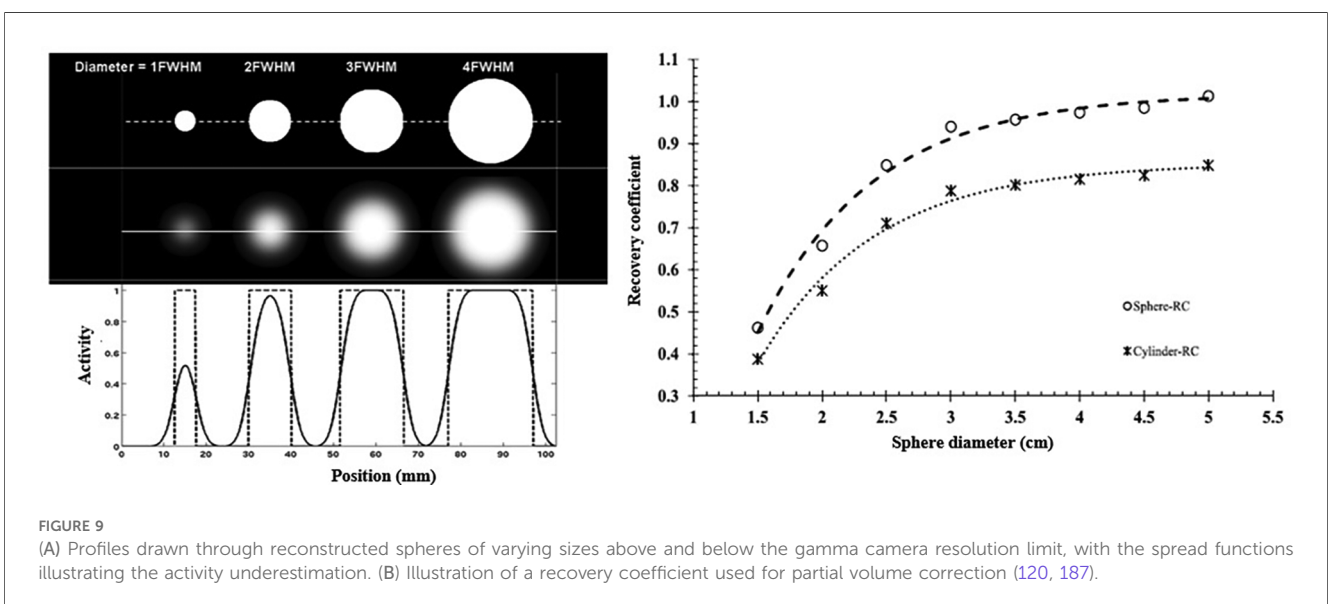 Diameter = 1FWHM 2FWHM 3FWHM 4FWHM
1
0.8
0.6
0.4
0.2
0
Activity
0 10 20 30 40 50 60 70 80 90 100
Position (mm)
1.1
1.0
0.9
0.8
0.7
0.6
0.5
0.4
0.3
Recovery coefficient
Sphere-RC
Cylinder-RC
1 1.5 2 2.5 3 3.5 4 4.5 5 5.5
Sphere diameter (cm)
FIGURE 9
(A) Profiles drawn through reconstructed spheres of varying sizes above and below the gamma camera resolution limit, with the spread functions
illustrating the activity underestimation. (B) Illustration of a recovery coefficient used for partial volume correction (120, 187).